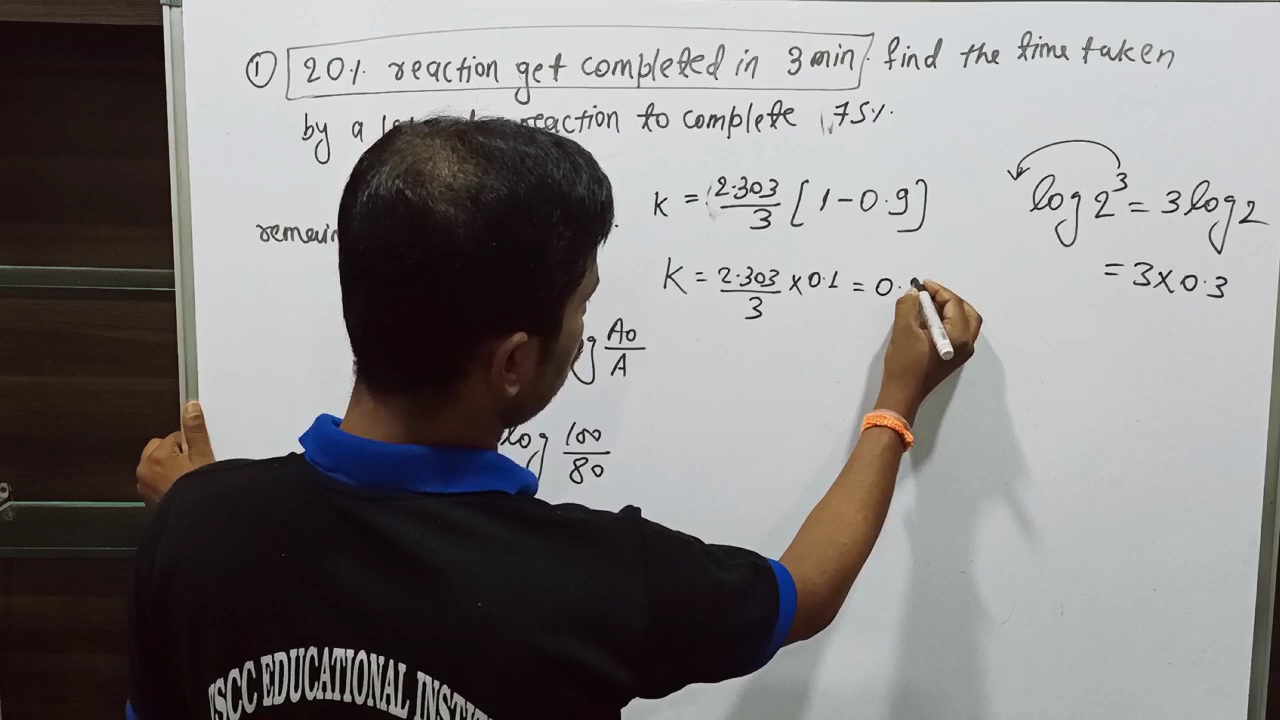 ① 20%. reaction get completed in 3 min. find the time taken
by a reaction to complete 75%.
K = 2.303/3 [1-0.9]
log 2³ = 3 log 2
= 3×0.3
K = 2.303/3 × 0.1 = 0.
A0/A
log 100/80
USCC EDUCATIONAL